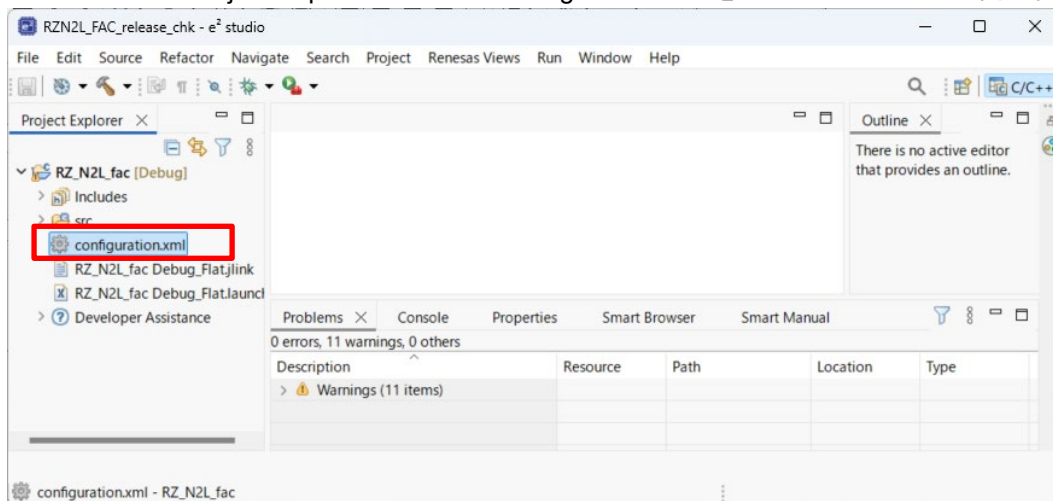 RZN2L_FAC_release_chk - e² studio
File Edit Source Refactor Navigate Search Project Renesas Views Run Window Help
C/C++
Project Explorer
Outline
There is no active editor
that provides an outline.
RZ_N2L_fac [Debug]
Includes
src
configuration.xml
RZ_N2L_fac Debug_Flat.jlink
RZ_N2L_fac Debug_Flat.launch
Developer Assistance
Problems Console Properties Smart Browser Smart Manual
0 errors, 11 warnings, 0 others
Description Resource Path Location Type
Warnings (11 items)
configuration.xml - RZ_N2L_fac